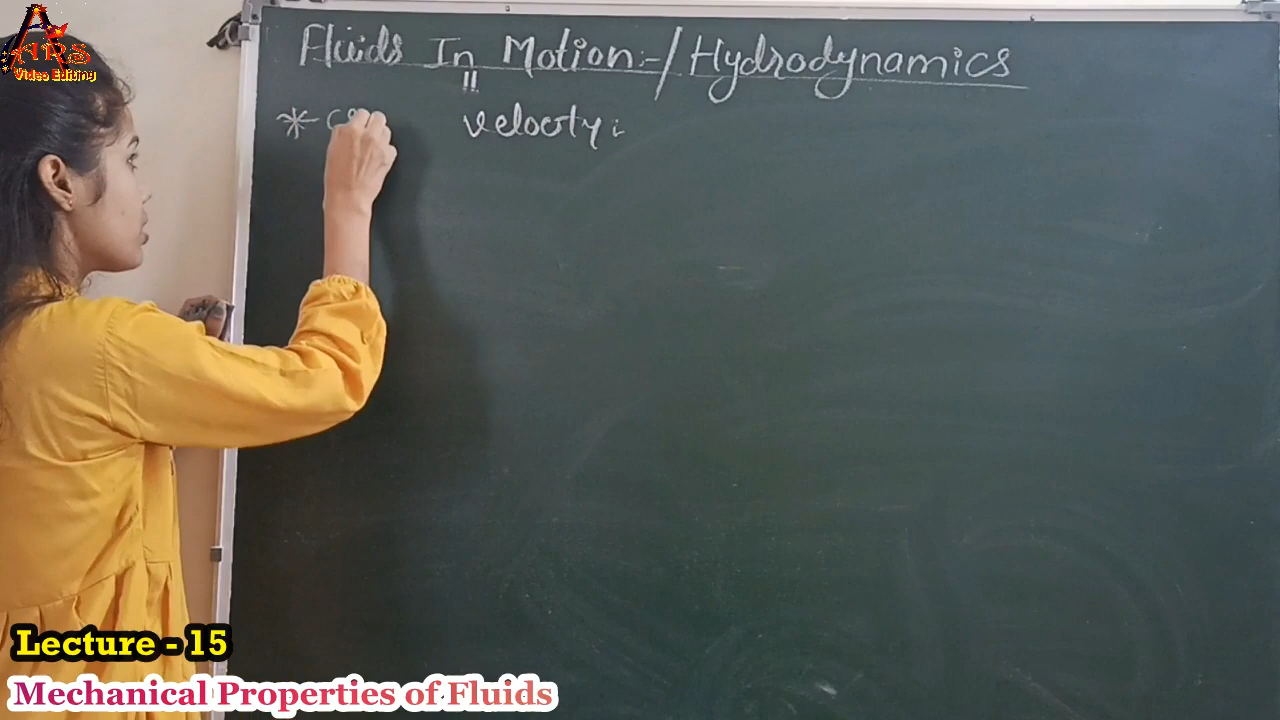 ARS
Video Editing
Fluids In Motion:-/Hydrodynamics
velocity:
Lecture - 15
Mechanical Properties of Fluids